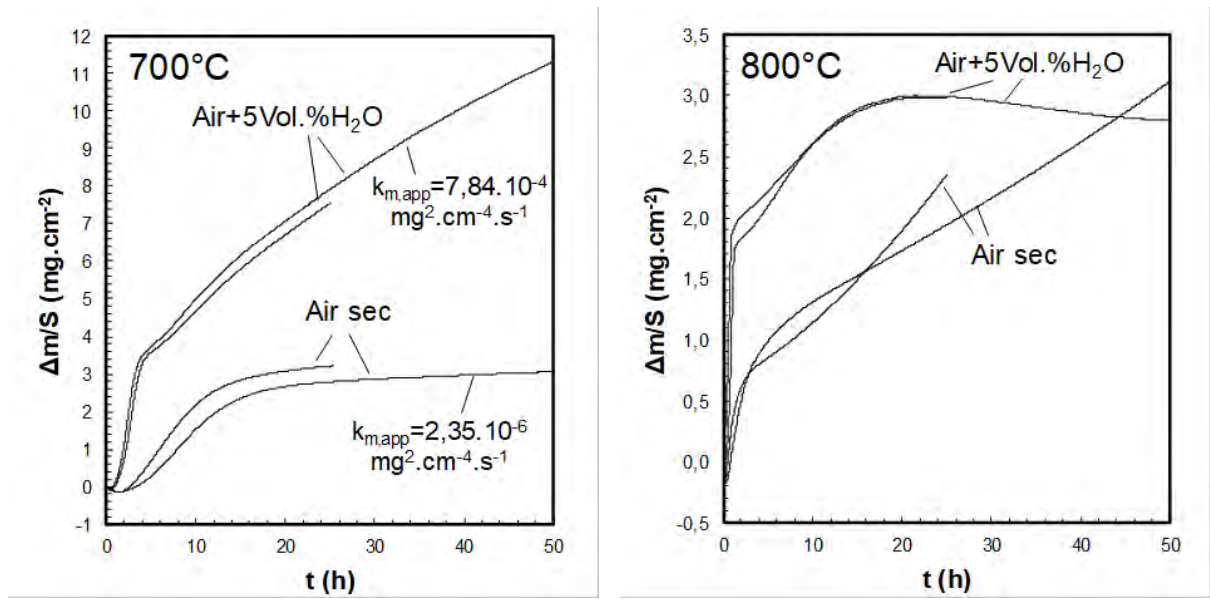 700°C
Air+5Vol.%H₂O
k_m,app=7,84.10⁻⁴
mg².cm⁻⁴.s⁻¹
Air sec
k_m,app=2,35.10⁻⁶
mg².cm⁻⁴.s⁻¹
Δm/S (mg.cm⁻²)
12
11
10
9
8
7
6
5
4
3
2
1
0
-1
0 10 20 30 40 50
t (h)
800°C
Air+5Vol.%H₂O
Air sec
Δm/S (mg.cm⁻²)
3,5
3,0
2,5
2,0
1,5
1,0
0,5
0,0
-0,5
0 10 20 30 40 50
t (h)